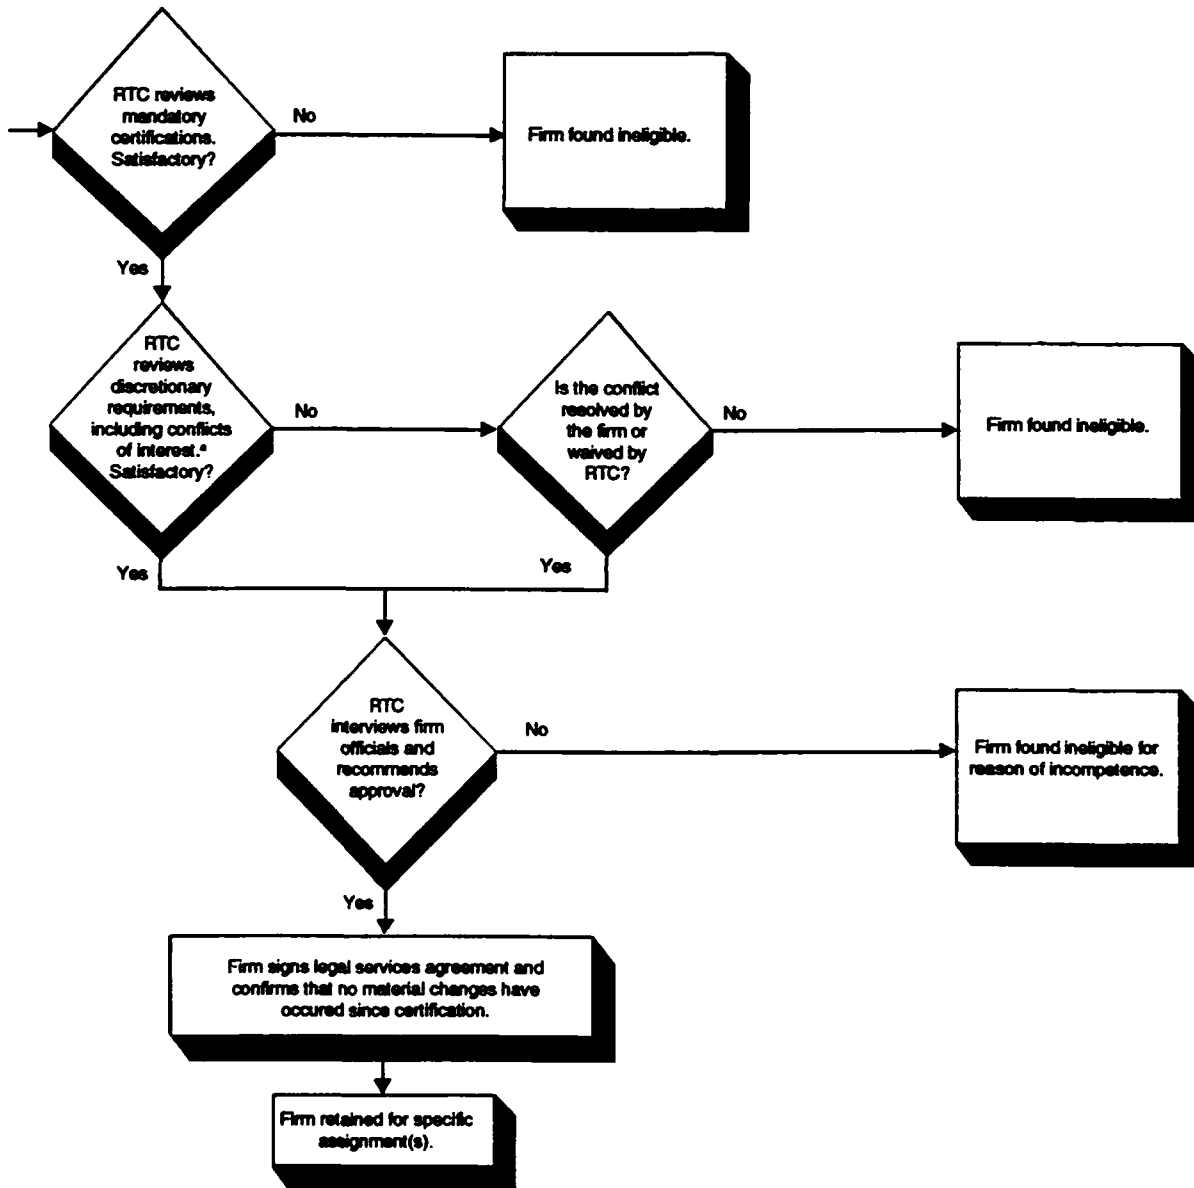 RTC reviews
mandatory
certifications.
Satisfactory?
No
Firm found ineligible.
Yes
RTC
reviews
discretionary
requirements,
including conflicts
of interest.ᵃ
Satisfactory?
No
Is the conflict
resolved by
the firm or
waived by
RTC?
No
Firm found ineligible.
Yes
Yes
RTC
interviews firm
officials and
recommends
approval?
No
Firm found ineligible for
reason of incompetence.
Yes
Firm signs legal services agreement and
confirms that no material changes have
occured since certification.
Firm retained for specific
assignment(s).